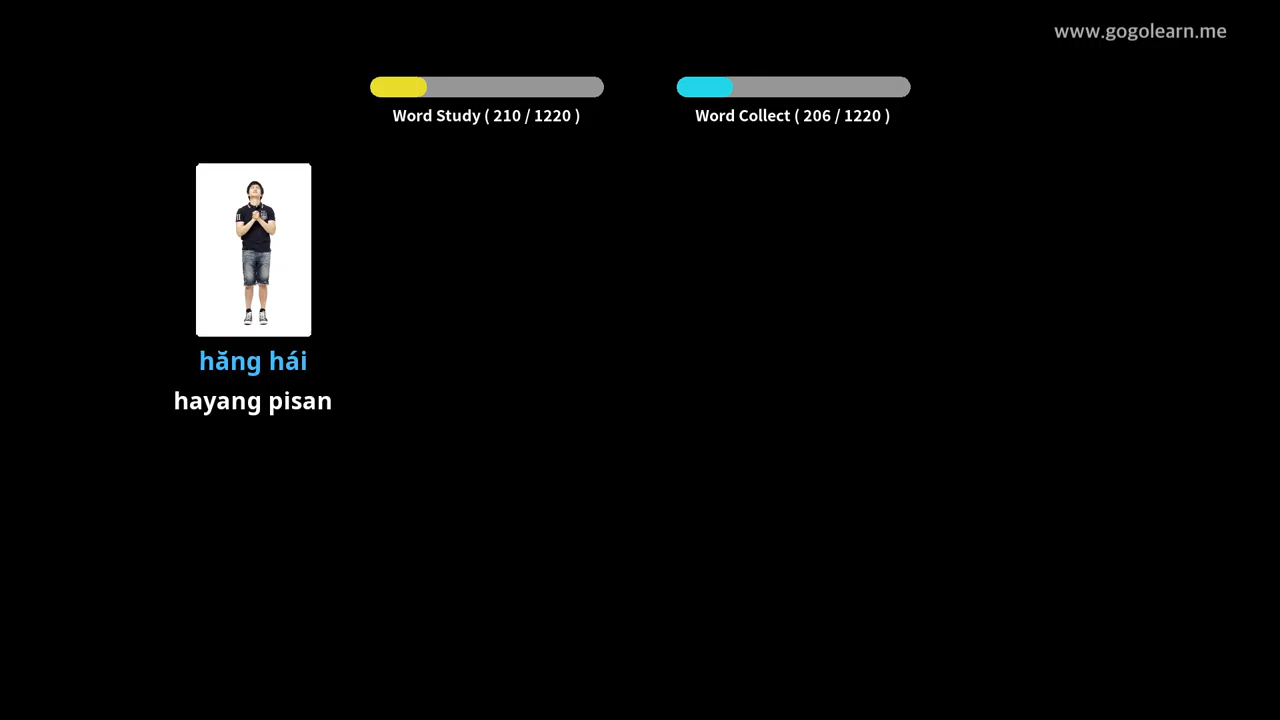 www.gogolearn.me
Word Study ( 210 / 1220 )
Word Collect ( 206 / 1220 )
hăng hái
hayang pisan